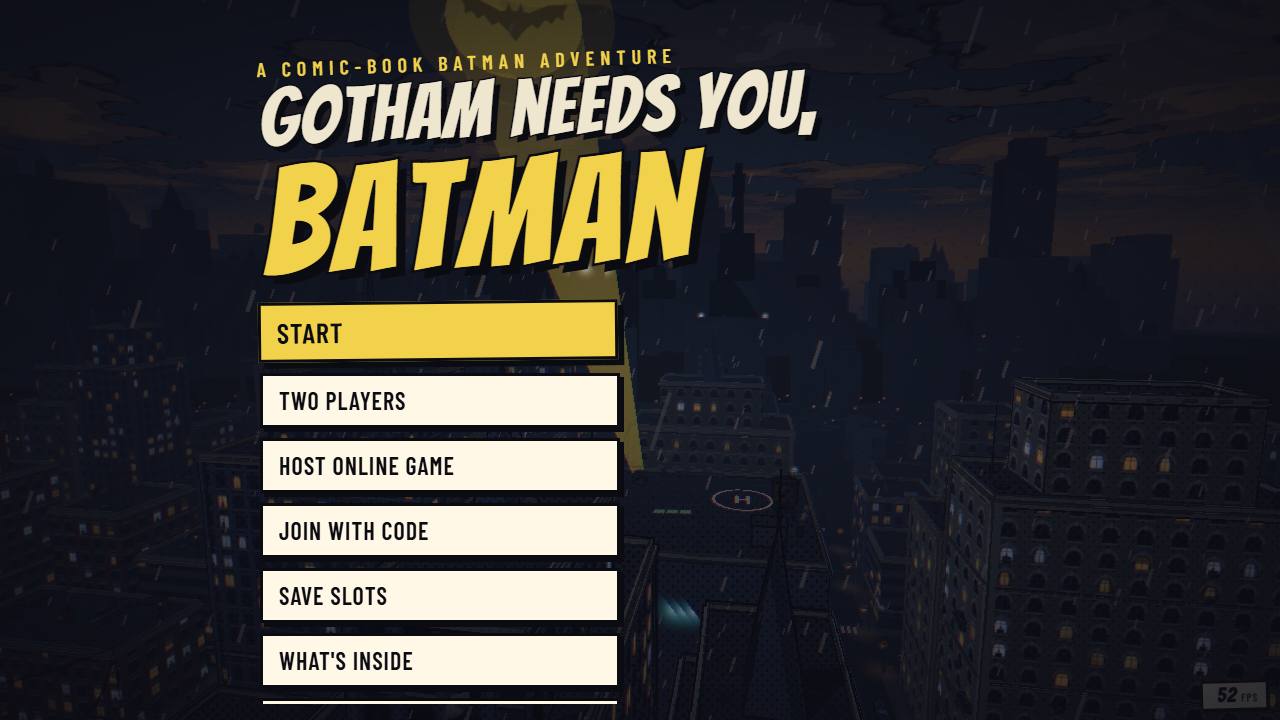 A COMIC-BOOK BATMAN ADVENTURE
GOTHAM NEEDS YOU,
BATMAN
START
TWO PLAYERS
HOST ONLINE GAME
JOIN WITH CODE
SAVE SLOTS
WHAT'S INSIDE
H
52 FPS